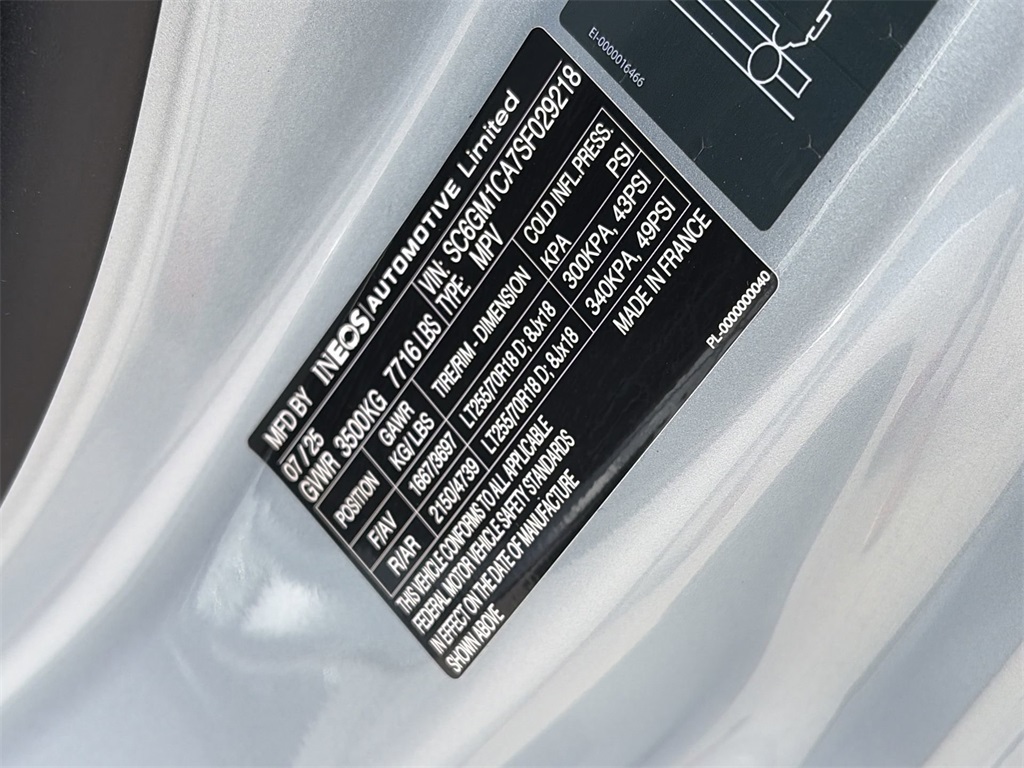 EI-0000016466
MFD BY INEOS AUTOMOTIVE Limited
07 / 25 VIN: SC6GM1CA7SF029218
GVWR 3500KG 7716 LBS TYPE: MPV
POSITION GAWR KG/LBS TIRE/RIM - DIMENSION COLD INFL.PRESS. KPA PSI
F/AV 1667/3697 LT255/70R18 D; 8Jx18 300KPA, 43PSI
R/AR 2150/4739 LT255/70R18 D; 8Jx18 340KPA, 49PSI
THIS VEHICLE CONFORMS TO ALL APPLICABLE MADE IN FRANCE
FEDERAL MOTOR VEHICLE SAFETY STANDARDS
IN EFFECT ON THE DATE OF MANUFACTURE
SHOWN ABOVE
PL-0000000040